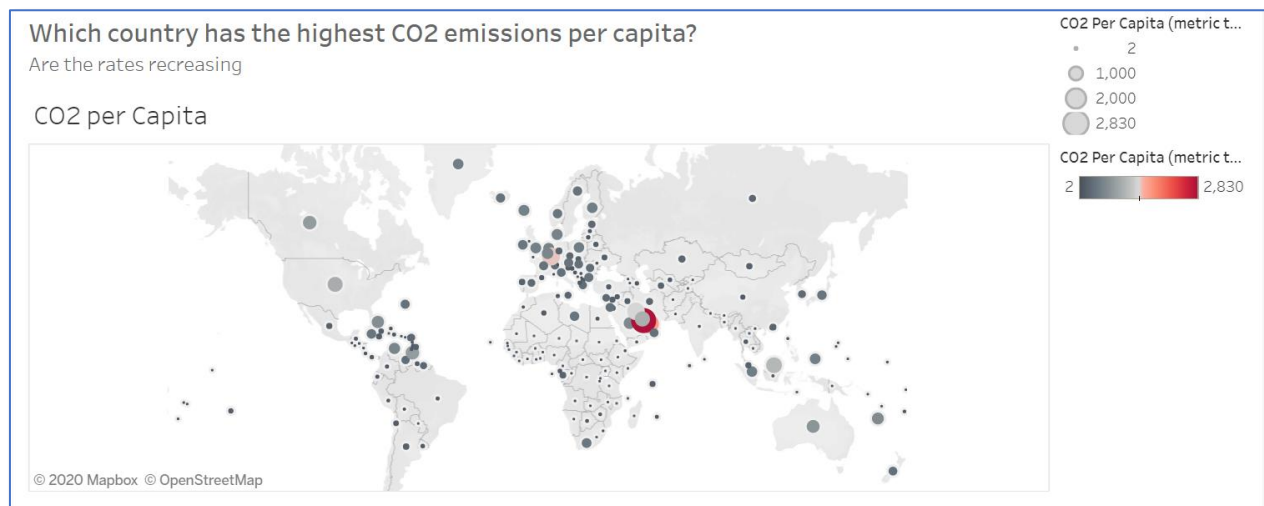 Which country has the highest CO2 emissions per capita?
Are the rates recreasing
CO2 per Capita
© 2020 Mapbox © OpenStreetMap
CO2 Per Capita (metric t...
2
1,000
2,000
2,830
CO2 Per Capita (metric t...
2 2,830